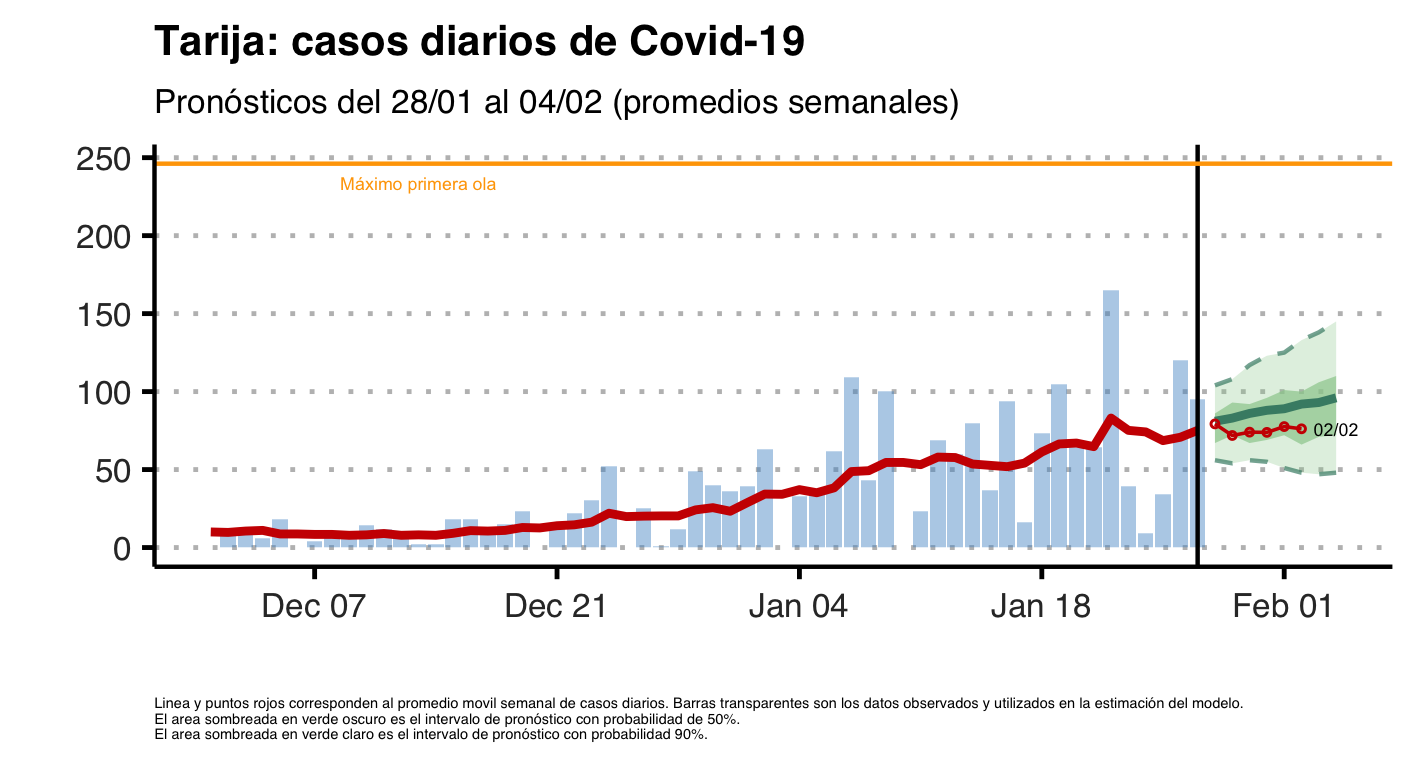 Tarija: casos diarios de Covid-19
Pronósticos del 28/01 al 04/02 (promedios semanales)
250
Máximo primera ola
200
150
100
02/02
50
0
Dec 07 Dec 21 Jan 04 Jan 18 Feb 01
Linea y puntos rojos corresponden al promedio movil semanal de casos diarios. Barras transparentes son los datos observados y utilizados en la estimación del modelo.
El area sombreada en verde oscuro es el intervalo de pronóstico con probabilidad de 50%.
El area sombreada en verde claro es el intervalo de pronóstico con probabilidad 90%.